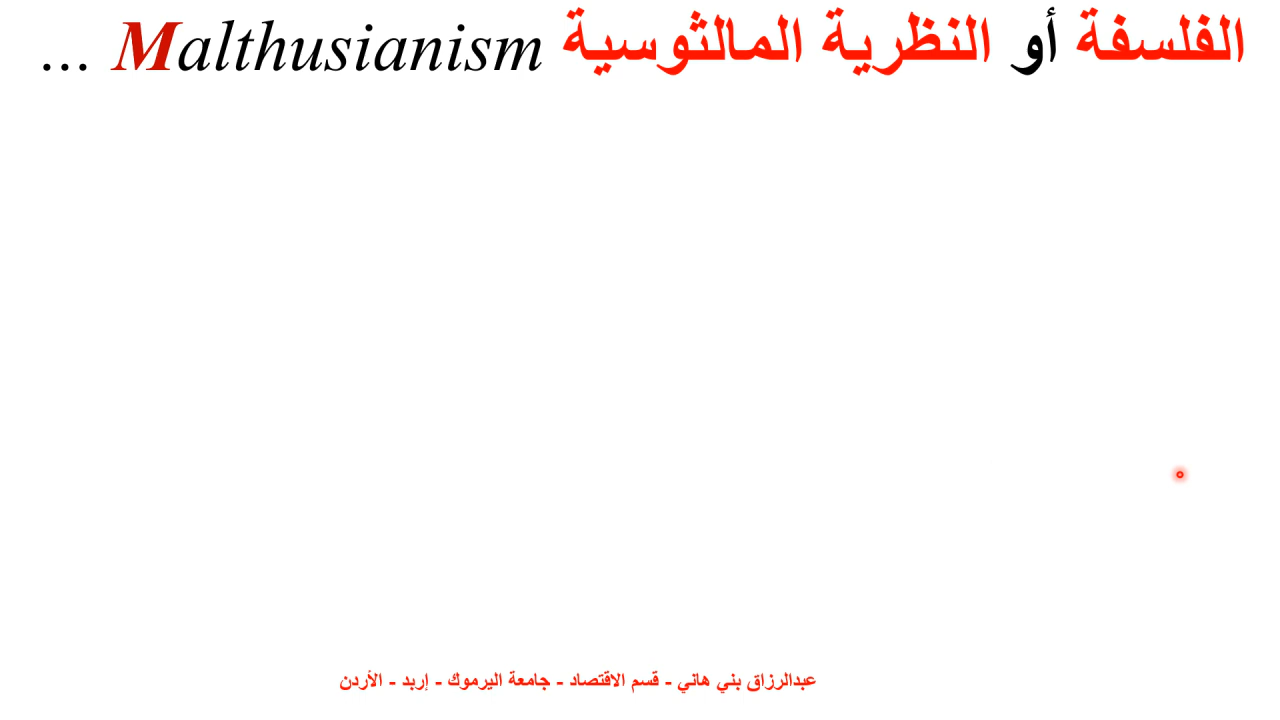 الفلسفة أو النظرية المالثوسية Malthusianism ...
عبدالرزاق بني هاني - قسم الاقتصاد - جامعة اليرموك - إربد - الأردن